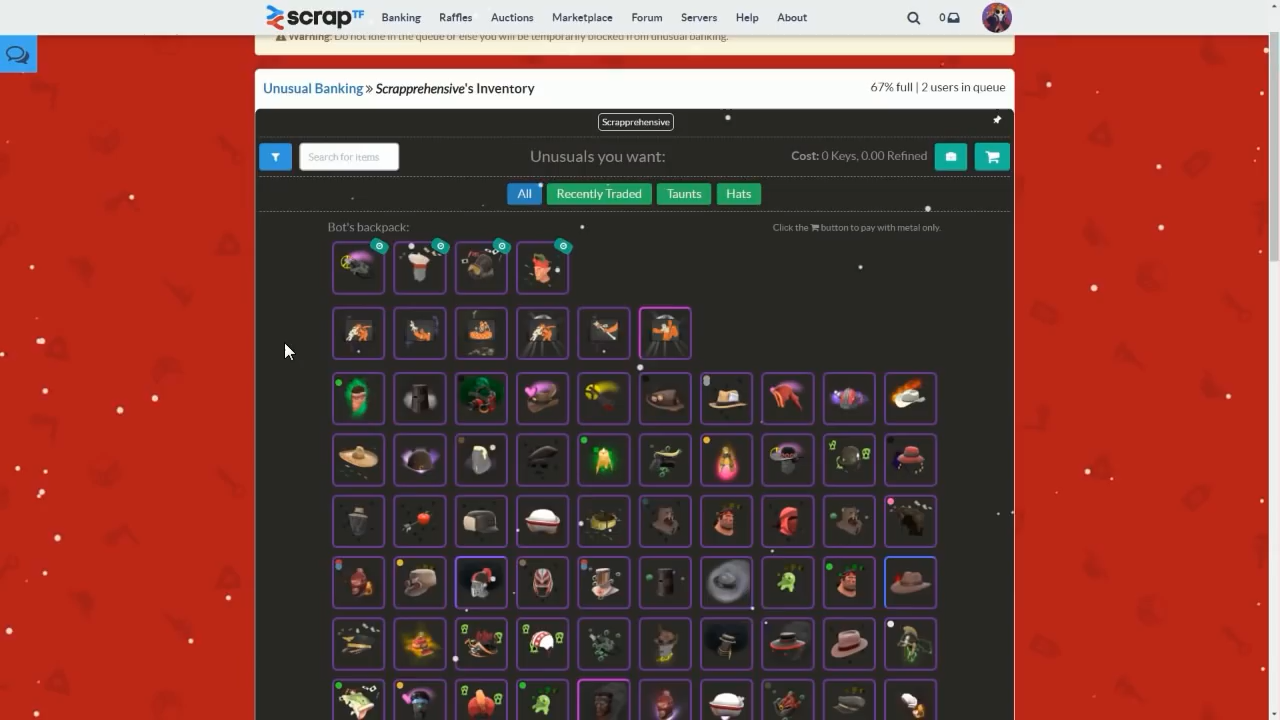 scrap TF Banking Raffles Auctions Marketplace Forum Servers Help About 0
Warning: Do not idle in the queue or else you will be temporarily blocked from unusual banking.
Unusual Banking » Scrapprehensive's Inventory 67% full | 2 users in queue
Scrapprehensive
Search for items Unusuals you want: Cost: 0 Keys, 0.00 Refined
All Recently Traded Taunts Hats
Bot's backpack: Click the button to pay with metal only.